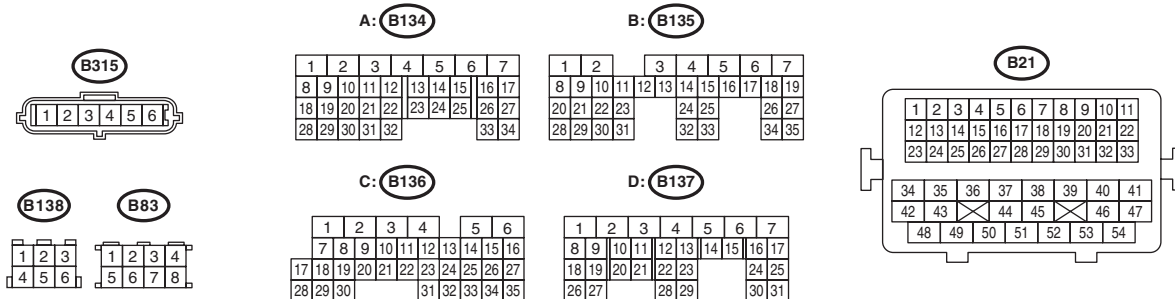 B315
1 2 3 4 5 6
B138
1 2 3
4 5 6
B83
1 2 3 4
5 6 7 8
A: B134
1 2 3 4 5 6 7
8 9 10 11 12 13 14 15 16 17
18 19 20 21 22 23 24 25 26 27
28 29 30 31 32 33 34
B: B135
1 2 3 4 5 6 7
8 9 10 11 12 13 14 15 16 17 18 19
20 21 22 23 24 25 26 27
28 29 30 31 32 33 34 35
C: B136
1 2 3 4 5 6
7 8 9 10 11 12 13 14 15 16
17 18 19 20 21 22 23 24 25 26 27
28 29 30 31 32 33 34 35
D: B137
1 2 3 4 5 6 7
8 9 10 11 12 13 14 15 16 17
18 19 20 21 22 23 24 25
26 27 28 29 30 31
B21
1 2 3 4 5 6 7 8 9 10 11
12 13 14 15 16 17 18 19 20 21 22
23 24 25 26 27 28 29 30 31 32 33
34 35 36 37 38 39 40 41
42 43 44 45 46 47
48 49 50 51 52 53 54